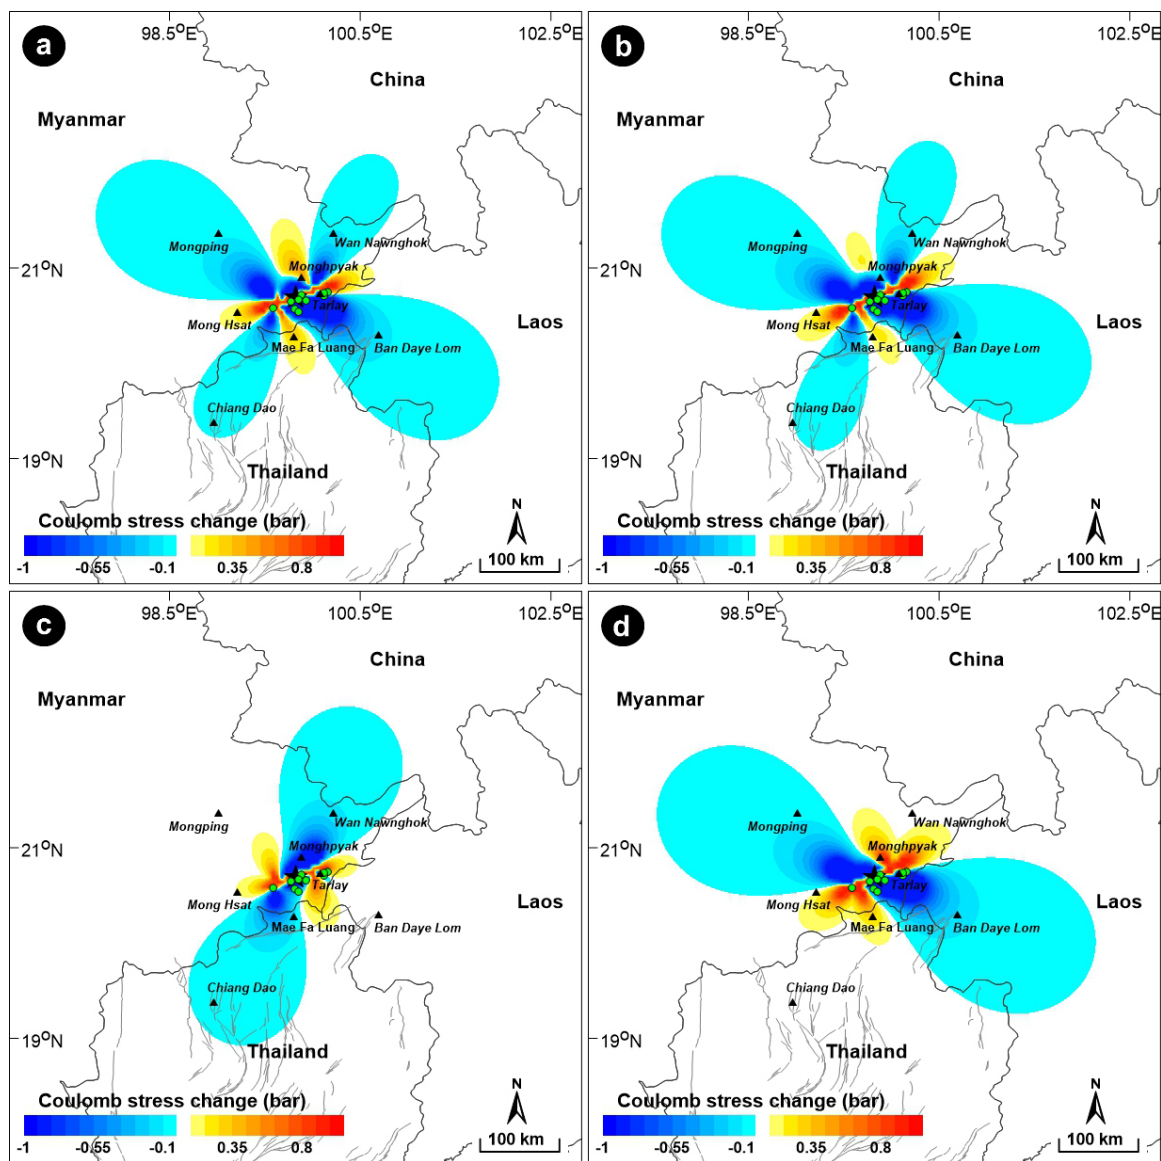 a
98.5°E 100.5°E 102.5°E
China
Myanmar
Mongping
Wan Nawnghok
21°N
Monghpyak
Tarlay
Mong Hsat
Laos
Mae Fa Luang
Ban Daye Lom
Chiang Dao
19°N
Thailand
N
Coulomb stress change (bar)
-1 -0.55 -0.1 0.35 0.8
100 km
b
98.5°E 100.5°E 102.5°E
China
Myanmar
Mongping
Wan Nawnghok
21°N
Monghpyak
Tarlay
Mong Hsat
Laos
Mae Fa Luang
Ban Daye Lom
Chiang Dao
19°N
Thailand
N
Coulomb stress change (bar)
-1 -0.55 -0.1 0.35 0.8
100 km
c
98.5°E 100.5°E 102.5°E
China
Myanmar
Mongping
Wan Nawnghok
21°N
Monghpyak
Tarlay
Mong Hsat
Laos
Mae Fa Luang
Ban Daye Lom
Chiang Dao
19°N
Thailand
N
Coulomb stress change (bar)
-1 -0.55 -0.1 0.35 0.8
100 km
d
98.5°E 100.5°E 102.5°E
China
Myanmar
Mongping
Wan Nawnghok
21°N
Monghpyak
Tarlay
Mong Hsat
Laos
Mae Fa Luang
Ban Daye Lom
Chiang Dao
19°N
Thailand
N
Coulomb stress change (bar)
-1 -0.55 -0.1 0.35 0.8
100 km